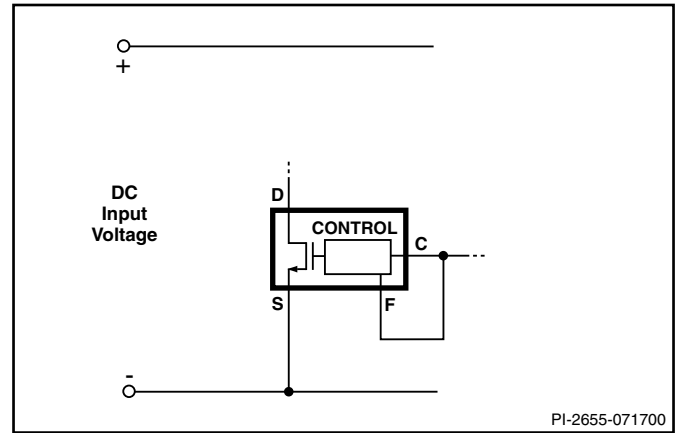 +
DC
Input
Voltage
D
CONTROL
C
S
F
-
PI-2655-071700